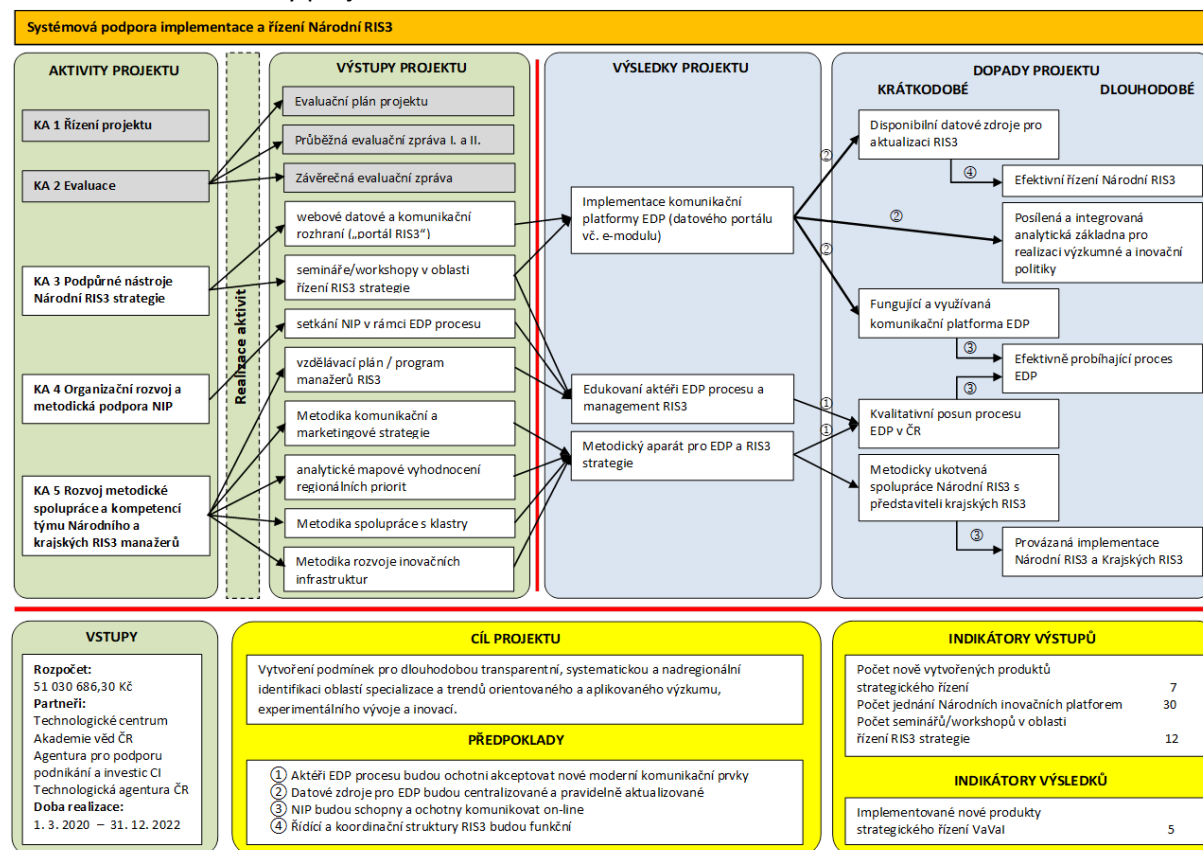 Systémová podpora implementace a řízení Národní RIS3
AKTIVITY PROJEKTU
KA 1 Řízení projektu
KA 2 Evaluace
KA 3 Podpůrné nástroje
Národní RIS3 strategie
KA 4 Organizační rozvoj a
metodická podpora NIP
KA 5 Rozvoj metodické
spolupráce a kompetencí
týmu Národního a
krajských RIS3 manažerů
Realizace aktivit
VÝSTUPY PROJEKTU
Evaluační plán projektu
Průběžná evaluační zpráva I. a II.
Závěrečná evaluační zpráva
webové datové a komunikační
rozhraní („portál RIS3“)
semináře/workshopy v oblasti
řízení RIS3 strategie
setkání NIP v rámci EDP procesu
vzdělávací plán / program
manažerů RIS3
Metodika komunikační a
marketingové strategie
analytické mapové vyhodnocení
regionálních priorit
Metodika spolupráce s klastry
Metodika rozvoje inovačních
infrastruktur
VÝSLEDKY PROJEKTU
Implementace komunikační
platformy EDP (datového portálu
vč. e-modulu)
Edukovaní aktéři EDP procesu a
management RIS3
Metodický aparát pro EDP a RIS3
strategie
DOPADY PROJEKTU
KRÁTKODOBÉ DLOUHODOBÉ
②
Disponibilní datové zdroje pro
aktualizaci RIS3
④
Efektivní řízení Národní RIS3
②
Posílená a integrovaná
analytická základna pro
realizaci výzkumné a inovační
politiky
②
Fungující a využívaná
komunikační platforma EDP
③
Efektivně probíhající proces
EDP
③
①
①
Kvalitativní posun procesu
EDP v ČR
Metodicky ukotvená
spolupráce Národní RIS3 s
představiteli krajských RIS3
③
Provázaná implementace
Národní RIS3 a Krajských RIS3
VSTUPY
Rozpočet:
51 030 686,30 Kč
Partneři:
Technologické centrum
Akademie věd ČR
Agentura pro podporu
podnikání a investic CI
Technologická agentura ČR
Doba realizace:
1. 3. 2020 – 31. 12. 2022
CÍL PROJEKTU
Vytvoření podmínek pro dlouhodobou transparentní, systematickou a nadregionální
identifikaci oblastí specializace a trendů orientovaného a aplikovaného výzkumu,
experimentálního vývoje a inovací.
PŘEDPOKLADY
① Aktéři EDP procesu budou ochotni akceptovat nové moderní komunikační prvky
② Datové zdroje pro EDP budou centralizované a pravidelně aktualizované
③ NIP budou schopny a ochotny komunikovat on-line
④ Řídící a koordinační struktury RIS3 budou funkční
INDIKÁTORY VÝSTUPŮ
Počet nově vytvořených produktů
strategického řízení 7
Počet jednání Národních inovačních platforem 30
Počet seminářů/workshopů v oblasti
řízení RIS3 strategie 12
INDIKÁTORY VÝSLEDKŮ
Implementované nové produkty
strategického řízení VaVaI 5